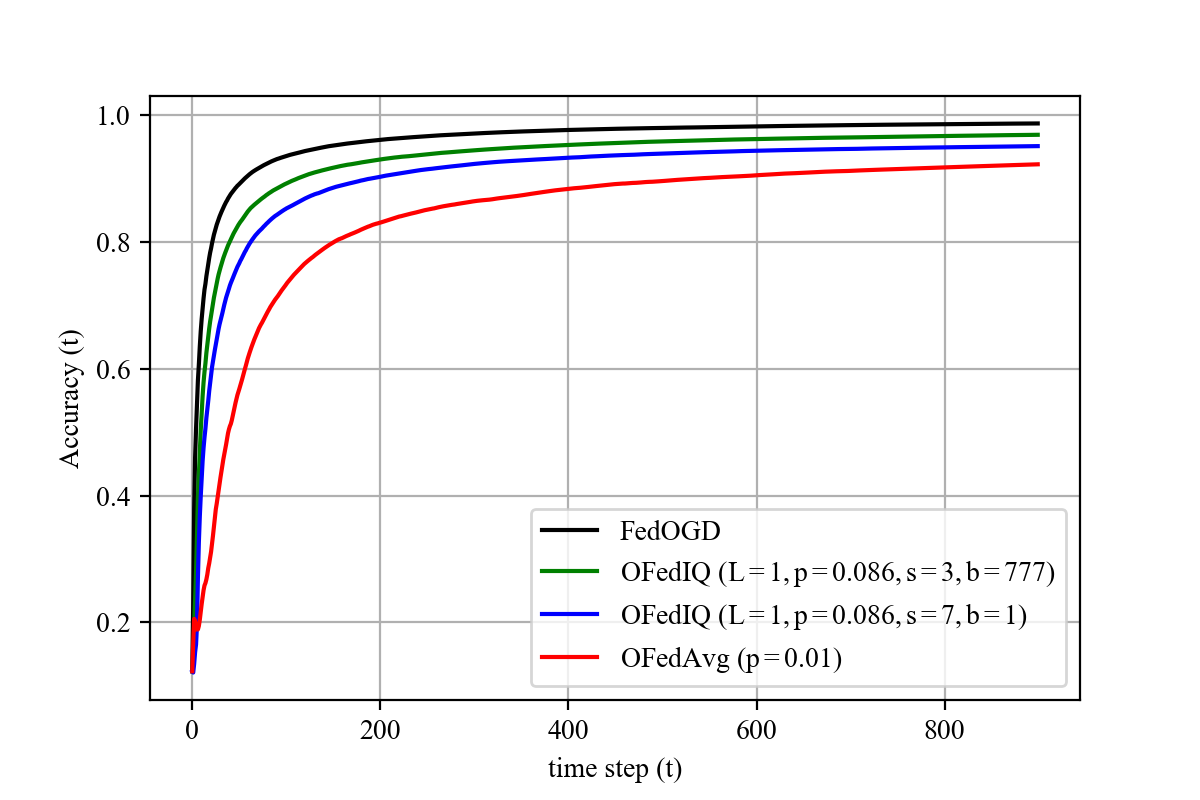 1.0
0.8
0.6
0.4
0.2
Accuracy (t)
FedOGD
OFedIQ (L = 1, p = 0.086, s = 3, b = 777)
OFedIQ (L = 1, p = 0.086, s = 7, b = 1)
OFedAvg (p = 0.01)
0 200 400 600 800
time step (t)